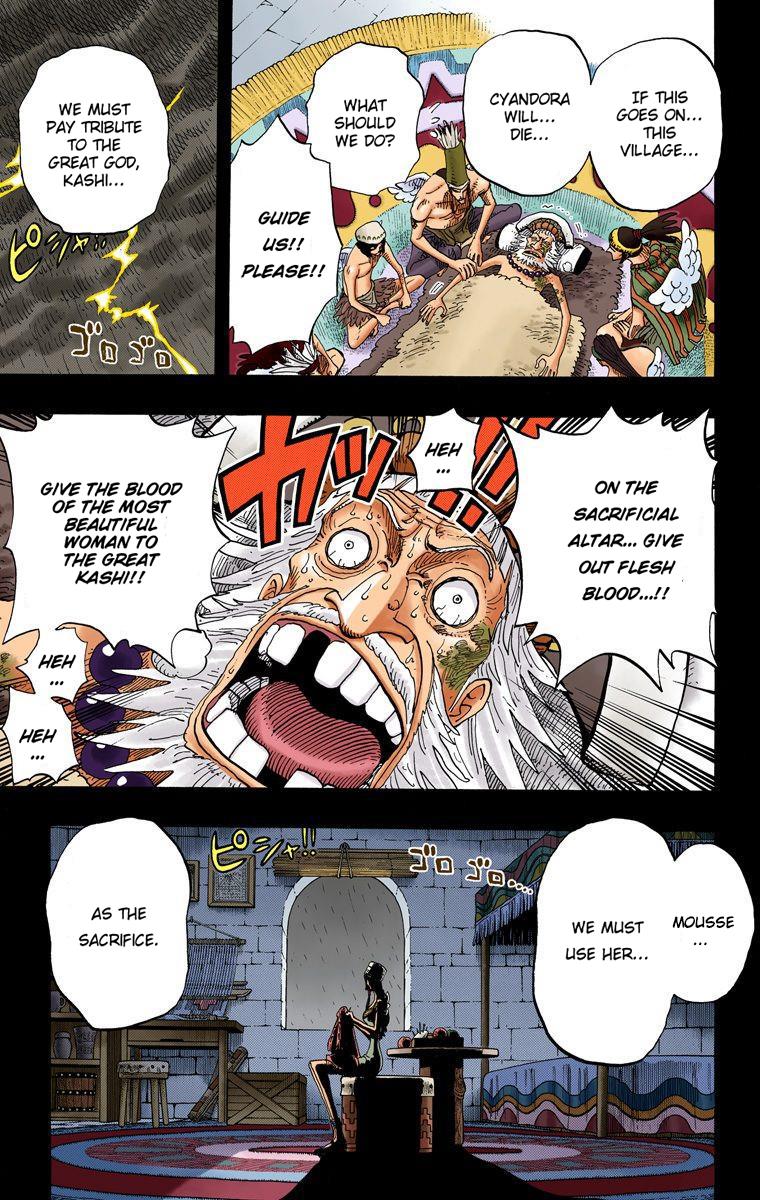 IF THIS
GOES ON...
THIS
VILLAGE...
CYANDORA
WILL...
DIE...
WHAT
SHOULD
WE DO?
GUIDE
US!!
PLEASE!!
WE MUST
PAY TRIBUTE
TO THE
GREAT GOD,
KASHI...
ピシャ!!
ゴロゴロ
ON THE
SACRIFICIAL
ALTAR... GIVE
OUT FLESH
BLOOD...!!
HEH
...
カッ!!
GIVE THE BLOOD
OF THE MOST
BEAUTIFUL
WOMAN TO
THE GREAT
KASHI!!
HEH
...
HEH
...
MOUSSE
...
WE MUST
USE HER...
ゴロゴロ....
ピシャ!!
AS THE
SACRIFICE.